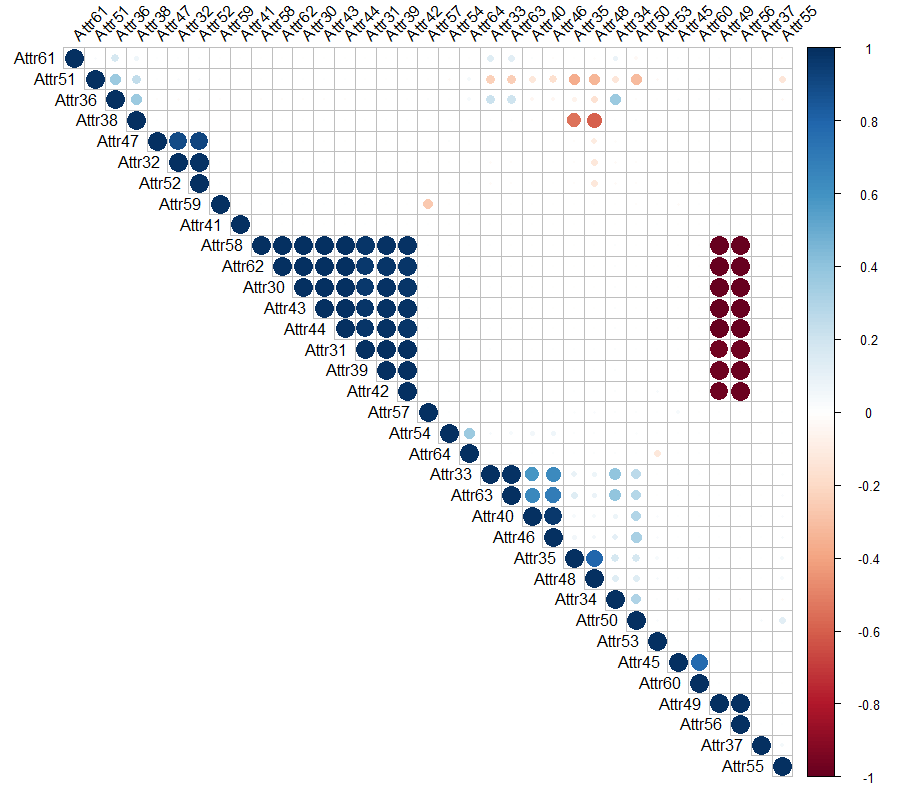 Attr61
Attr51
Attr36
Attr38
Attr47
Attr32
Attr52
Attr59
Attr41
Attr58
Attr62
Attr30
Attr43
Attr44
Attr31
Attr39
Attr42
Attr57
Attr54
Attr64
Attr33
Attr63
Attr40
Attr46
Attr35
Attr48
Attr34
Attr50
Attr53
Attr45
Attr60
Attr49
Attr56
Attr37
Attr55
Attr61
Attr51
Attr36
Attr38
Attr47
Attr32
Attr52
Attr59
Attr41
Attr58
Attr62
Attr30
Attr43
Attr44
Attr31
Attr39
Attr42
Attr57
Attr54
Attr64
Attr33
Attr63
Attr40
Attr46
Attr35
Attr48
Attr34
Attr50
Attr53
Attr45
Attr60
Attr49
Attr56
Attr37
Attr55
1
0.8
0.6
0.4
0.2
0
-0.2
-0.4
-0.6
-0.8
-1